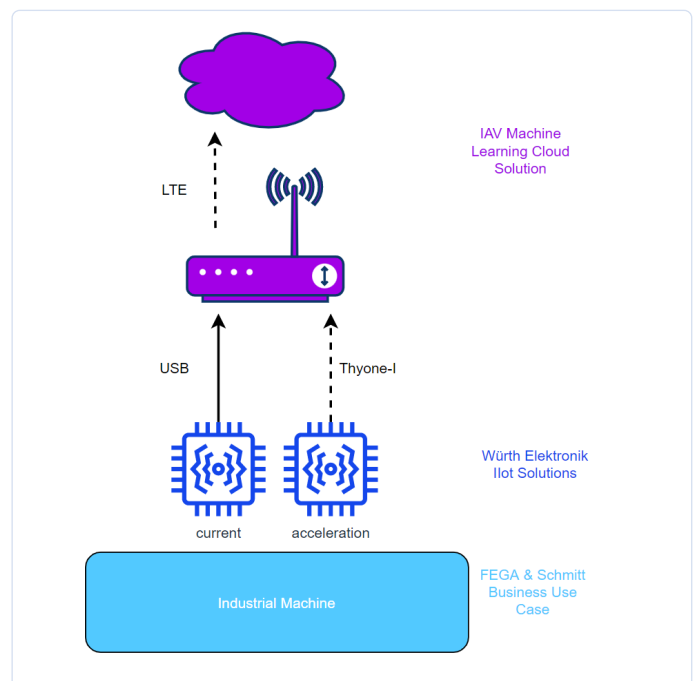 IAV Machine
Learning Cloud
Solution
LTE
USB
Thyone-I
Würth Elektronik
IIot Solutions
current
acceleration
FEGA & Schmitt
Business Use
Case
Industrial Machine